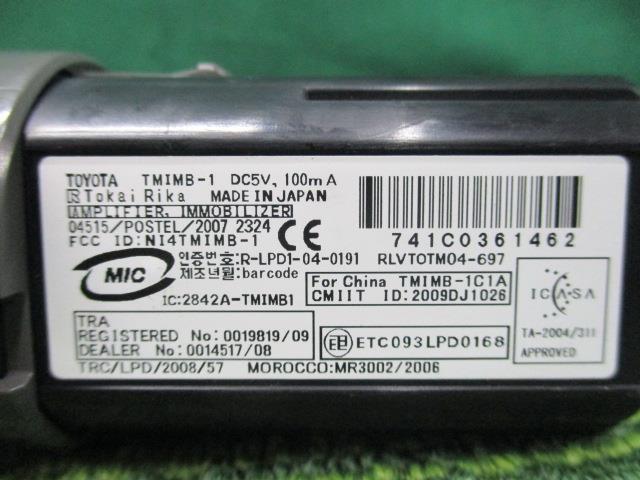 TOYOTA TMIMB-1 DC5V, 100mA
R Tokai Rika MADE IN JAPAN
AMPLIFIER, IMMOBILIZER
04515/POSTEL/2007 2324
FCC ID:NI4TMIMB-1
CE
741C0361462
MIC
인증번호:R-LPD1-04-0191 RLVTOTM04-697
제조년월:barcode
IC:2842A-TMIMB1
For China TMIMB-1C1A
CMIIT ID:2009DJ1026
ICASA
TA-2004/311
APPROVED
TRA
REGISTERED No:0019819/09
DEALER No:0014517/08
ETC093LPD0168
TRC/LPD/2008/57 MOROCCO:MR3002/2006